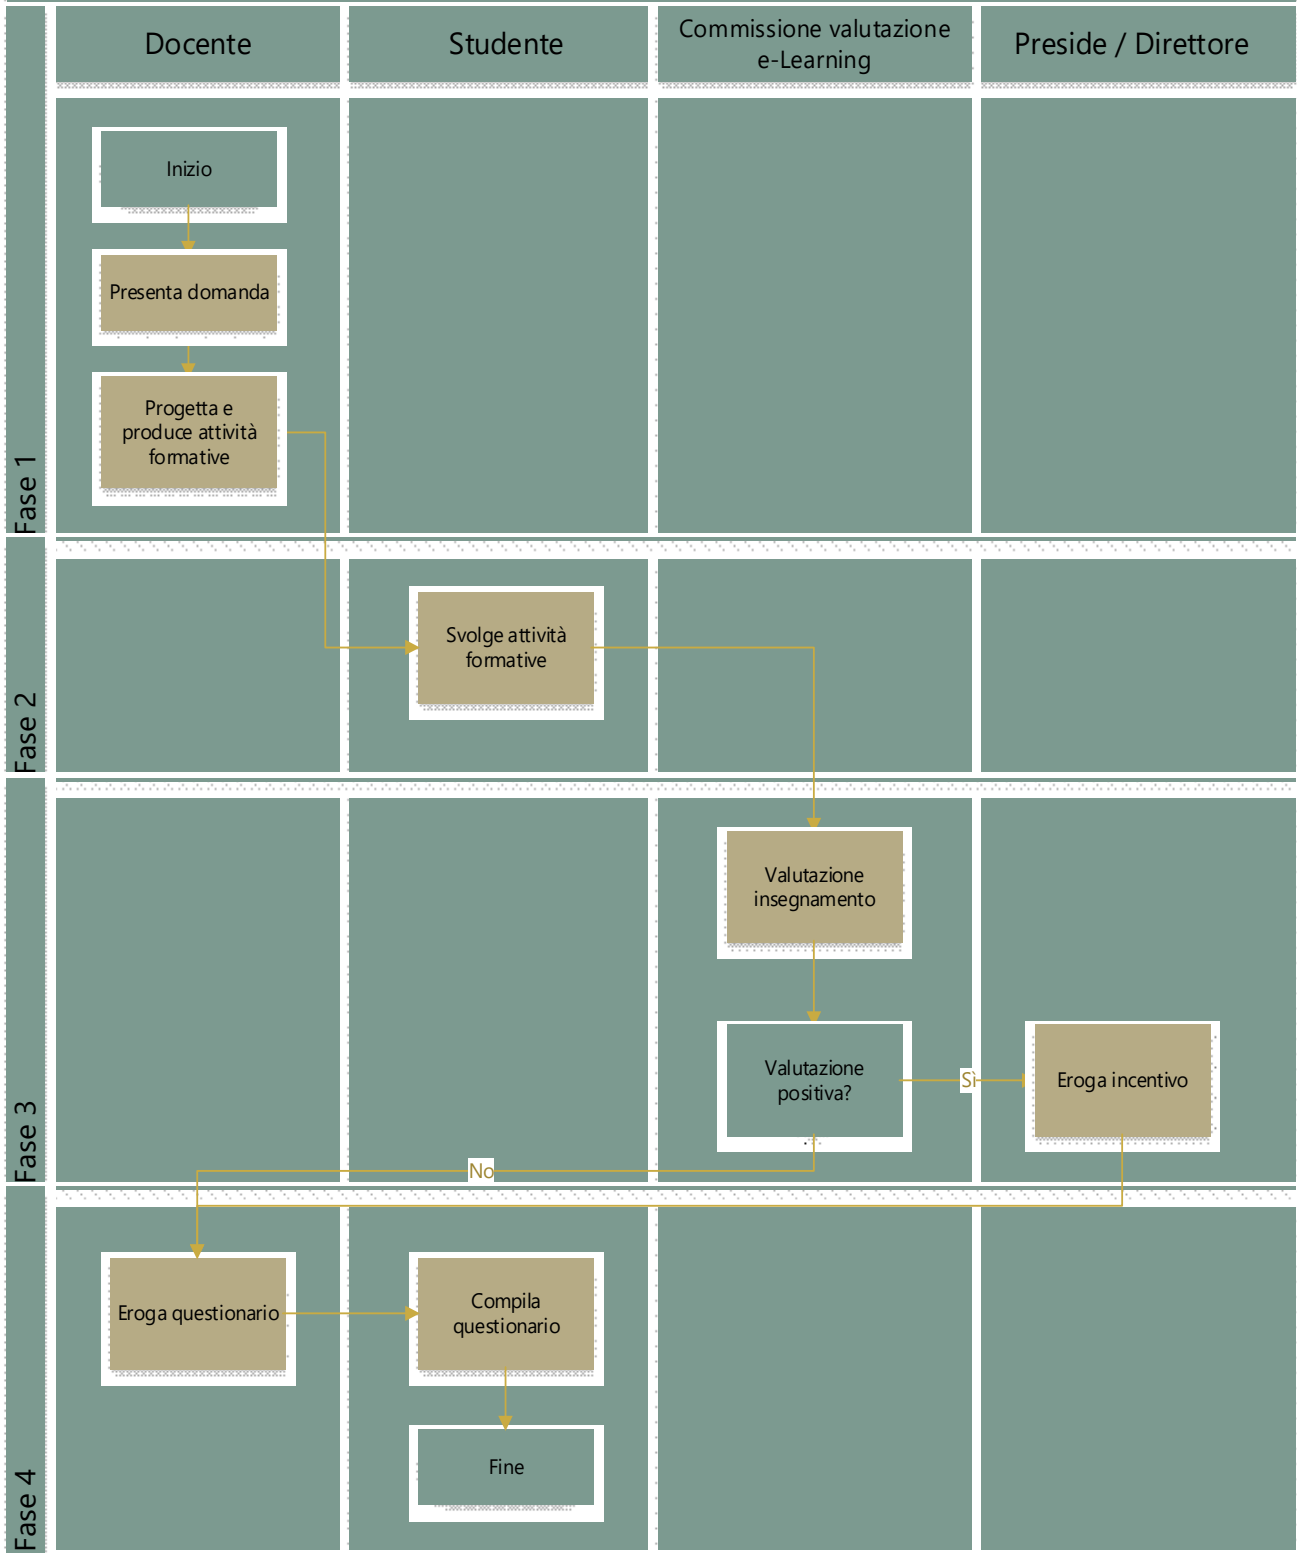 Docente
Studente
Commissione valutazione
e-Learning
Preside / Direttore
Fase 1
Inizio
Presenta domanda
Progetta e
produce attività
formative
Fase 2
Svolge attività
formative
Fase 3
Valutazione
insegnamento
Valutazione
positiva?
Sì
Eroga incentivo
No
Fase 4
Eroga questionario
Compila
questionario
Fine